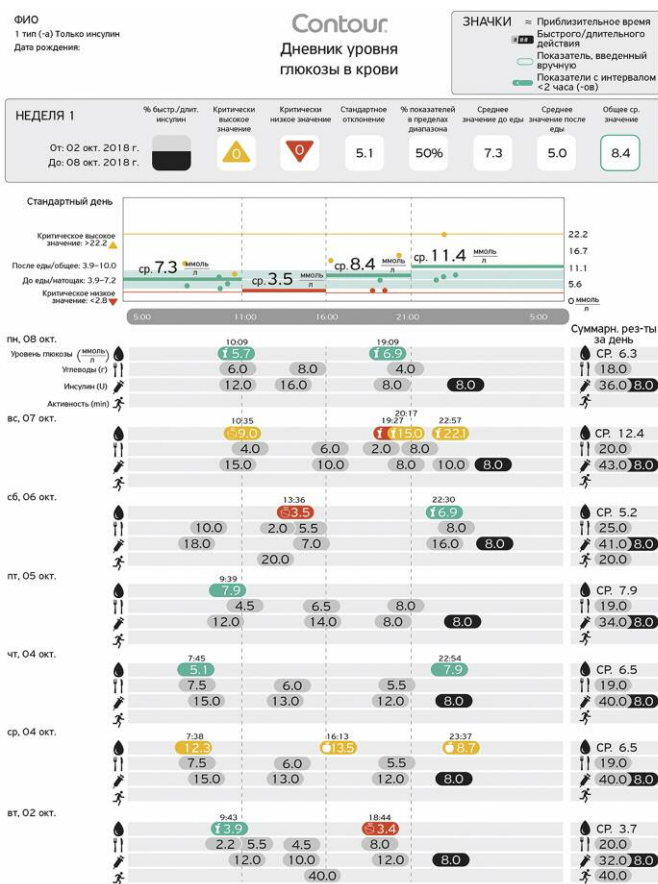 ФИО
1 тип (-а) Только инсулин
Дата рождения:
Contour.
Дневник уровня
глюкозы в крови
ЗНАЧКИ
≈ Приблизительное время
Быстрого/длительного
действия
Показатель, введенный
вручную
Показатели с интервалом
<2 часа (-ов)
НЕДЕЛЯ 1
От: 02 окт. 2018 г.
До: 08 окт. 2018 г.
% быстр./длит.
инсулин
Критически
высокое
значение
0
Критически
низкое значение
0
Стандартное
отклонение
5.1
% показателей
в пределах
диапазона
50%
Среднее
значение до еды
7.3
Среднее
значение после
еды
5.0
Общее ср.
значение
8.4
Стандартный день
Критическое высокое
значение: >22.2
После еды/общее: 3.9–10.0
До еды/натощак: 3.9–7.2
Критическое низкое
значение: <2.8
ср. 7.3 ммоль/л
ср. 3.5 ммоль/л
ср. 8.4 ммоль/л
ср. 11.4 ммоль/л
22.2
16.7
11.1
5.6
0 ммоль/л
5:00 11:00 16:00 21:00 5:00
Суммарн. рез-ты
за день
пн, 08 окт.
10:09 19:09
Уровень глюкозы (ммоль/л) 5.7 6.9 СР. 6.3
Углеводы (г) 6.0 8.0 4.0 18.0
Инсулин (U) 12.0 16.0 8.0 8.0 36.0 8.0
Активность (min)
вс, 07 окт.
10:35 19:27 20:17 22:57
9.0 15.0 22.1 СР. 12.4
4.0 6.0 2.0 8.0 20.0
15.0 10.0 8.0 10.0 8.0 43.0 8.0
сб, 06 окт.
13:36 22:30
3.5 6.9 СР. 5.2
10.0 2.0 5.5 8.0 25.0
18.0 7.0 16.0 8.0 41.0 8.0
20.0 20.0
пт, 05 окт.
9:39
7.9 СР. 7.9
4.5 6.5 8.0 19.0
12.0 14.0 8.0 8.0 34.0 8.0
чт, 04 окт.
7:45 22:54
5.1 7.9 СР. 6.5
7.5 6.0 5.5 19.0
15.0 13.0 12.0 8.0 40.0 8.0
ср, 04 окт.
7:38 16:13 23:37
12.3 13.5 8.7 СР. 6.5
7.5 6.0 5.5 19.0
15.0 13.0 12.0 8.0 40.0 8.0
вт, 02 окт.
9:43 18:44
3.9 3.4 СР. 3.7
2.2 5.5 4.5 8.0 20.0
12.0 10.0 12.0 8.0 32.0 8.0
40.0 40.0